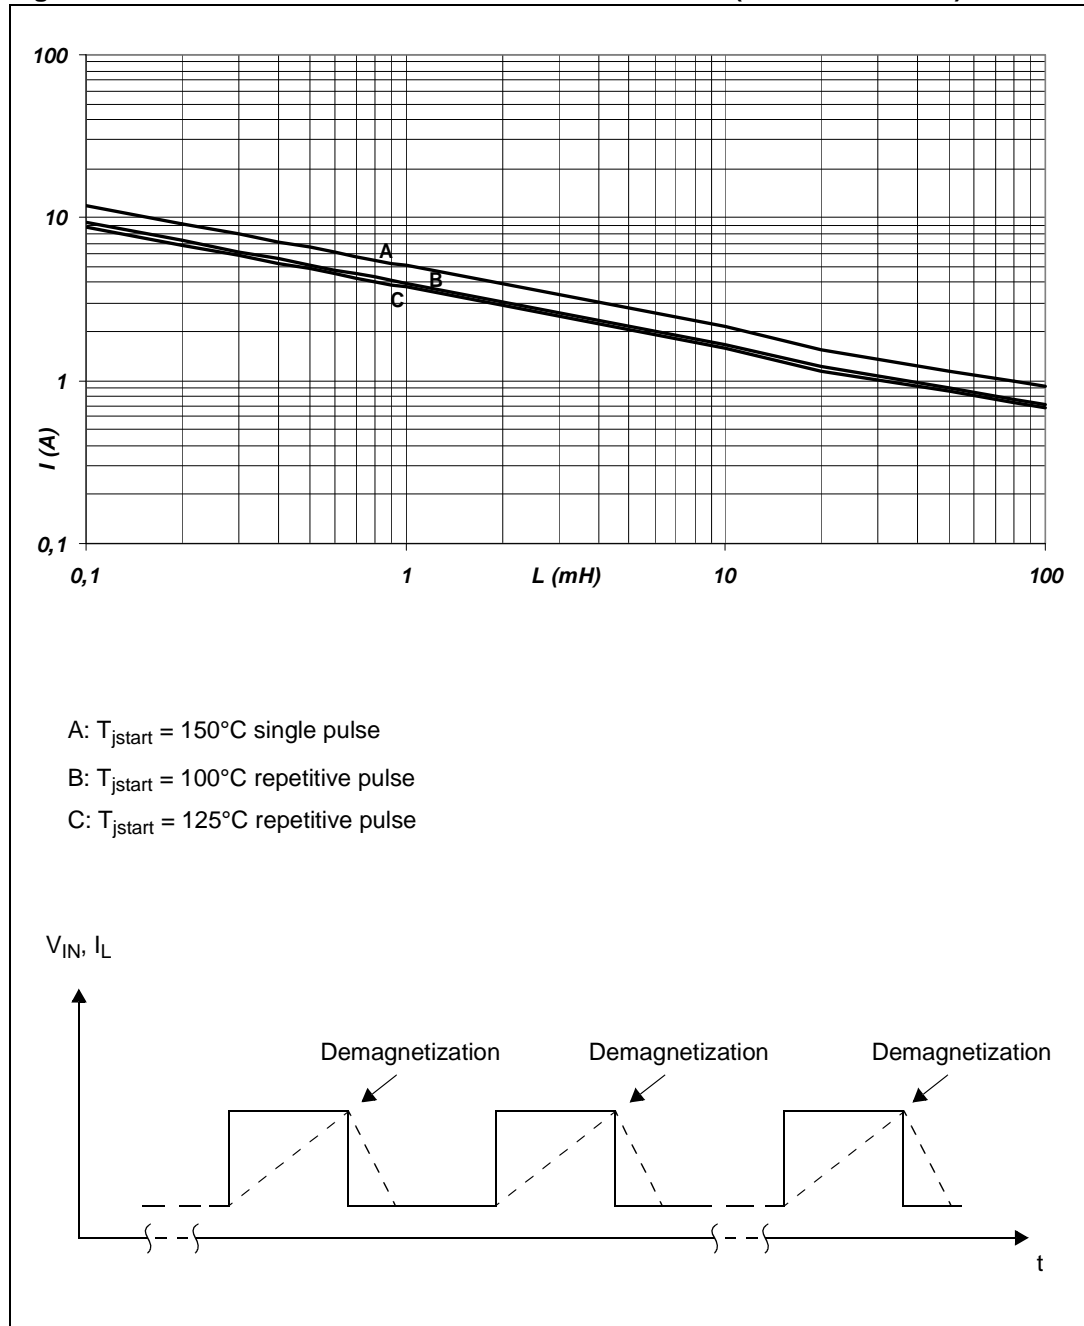 100
10
1
0,1
I (A)
A
B
C
0,1 1 L (mH) 10 100
A: Tjstart = 150°C single pulse
B: Tjstart = 100°C repetitive pulse
C: Tjstart = 125°C repetitive pulse
VIN, IL
Demagnetization Demagnetization Demagnetization
t